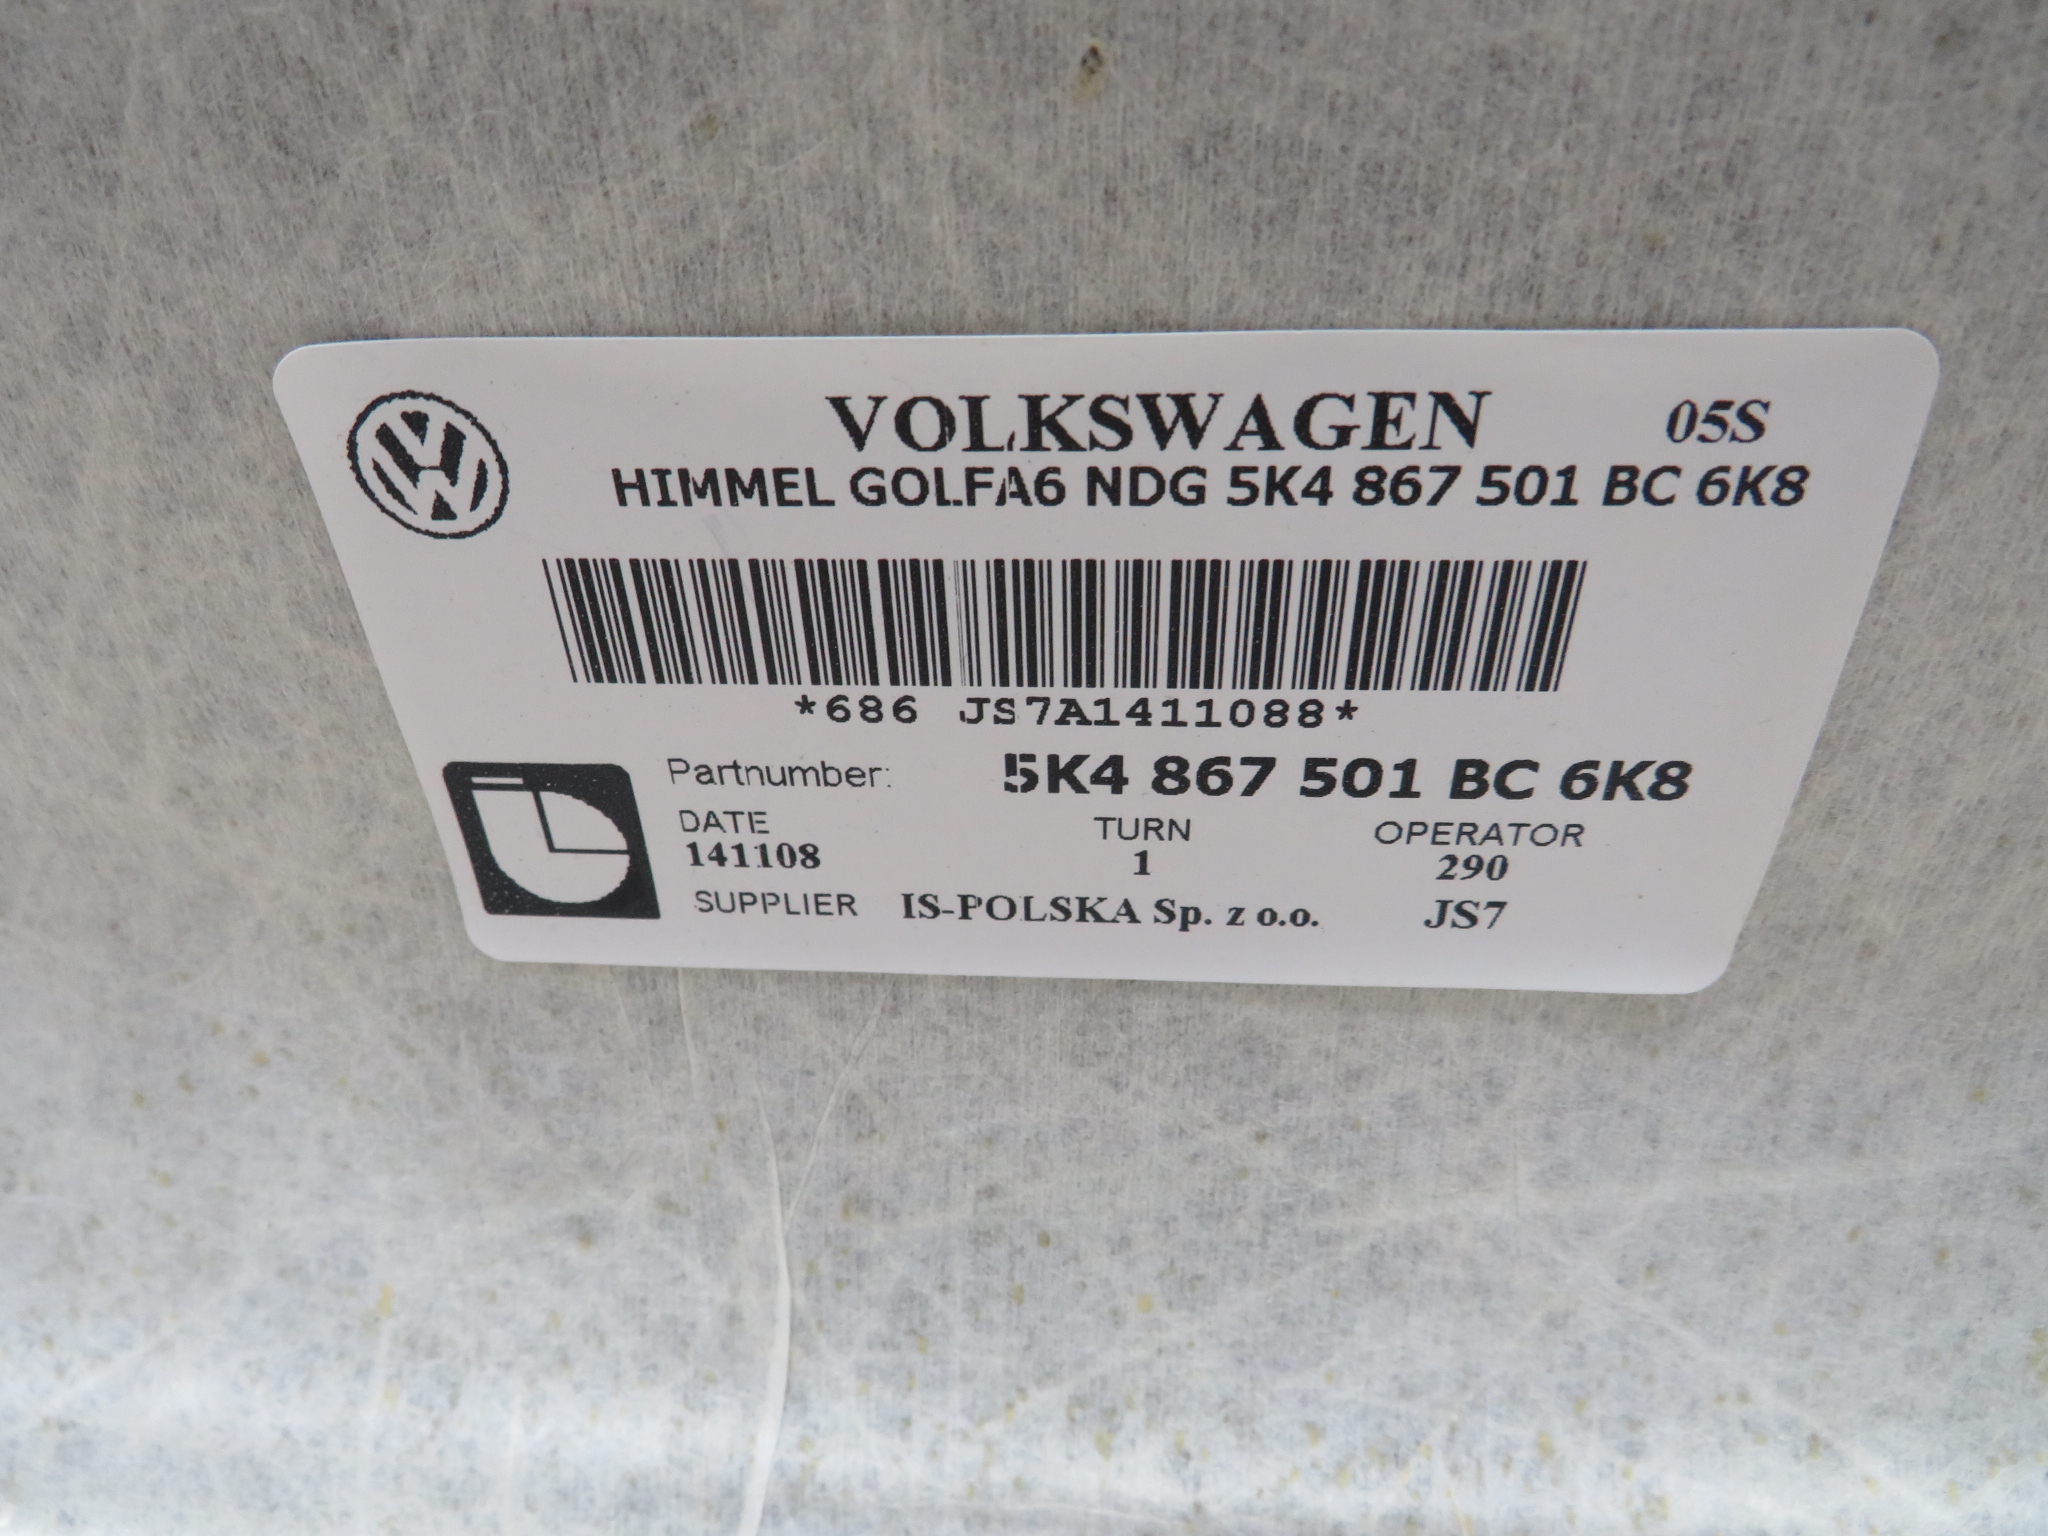 VOLKSWAGEN 05S
HIMMEL GOLFA6 NDG 5K4 867 501 BC 6K8
*686 JS7A1411088*
Partnumber: 5K4 867 501 BC 6K8
DATE TURN OPERATOR
141108 1 290
SUPPLIER IS-POLSKA Sp. z o.o. JS7